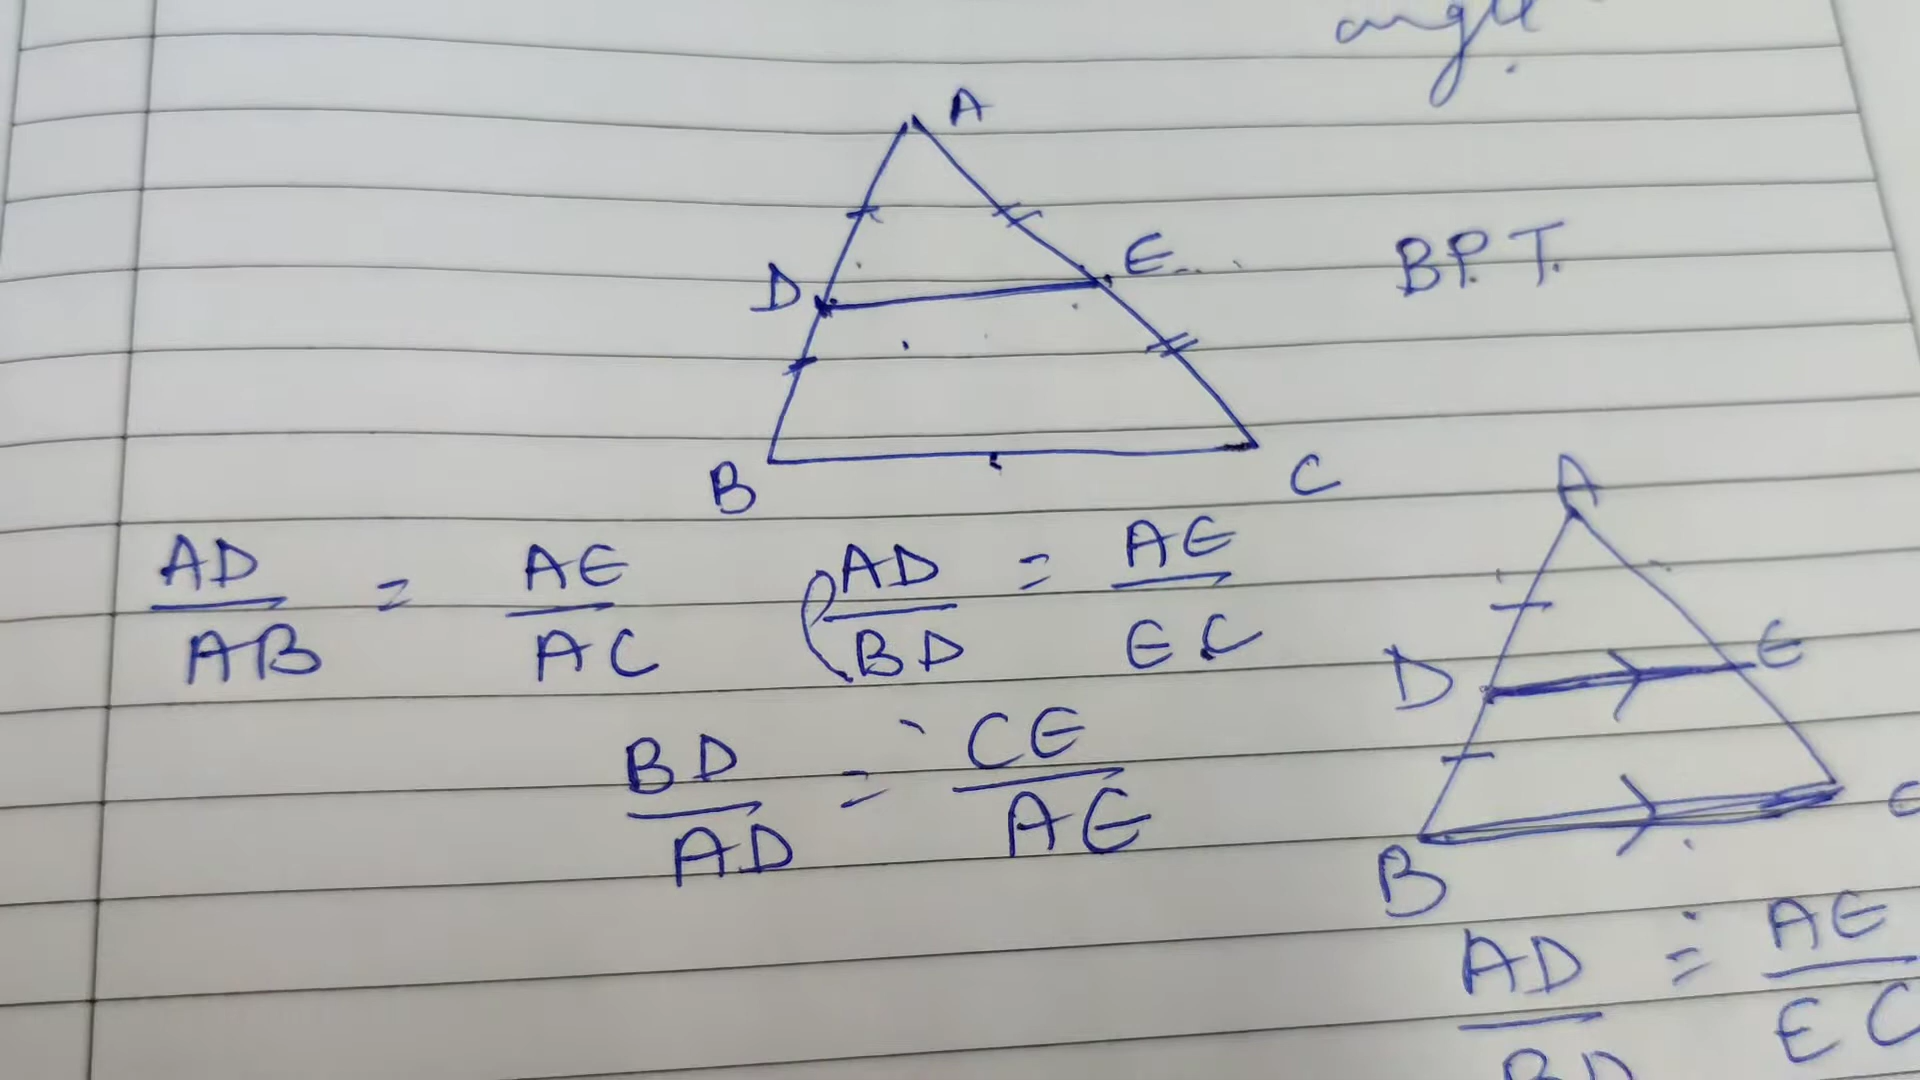 angle
A
D E
B.P.T.
B C
AD/AB = AE/AC AD/BD = AE/EC
BD/AD = CE/AE
A
D E
B
AD/BD = AE/EC